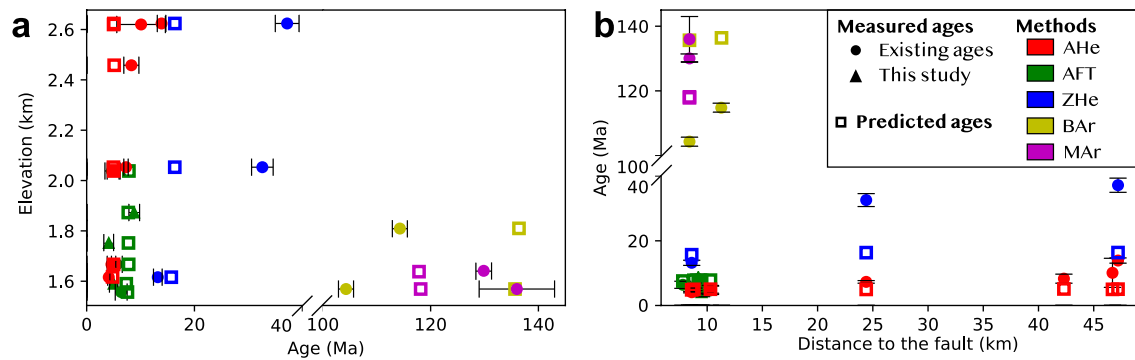 a
Elevation (km)
2.6
2.4
2.2
2.0
1.8
1.6
0
20
40
100
120
140
Age (Ma)
b
Age (Ma)
140
120
100
40
20
0
10
15
20
25
30
35
40
45
Distance to the fault (km)
Measured ages
Existing ages
This study
Predicted ages
Methods
AHe
AFT
ZHe
BAr
MAr